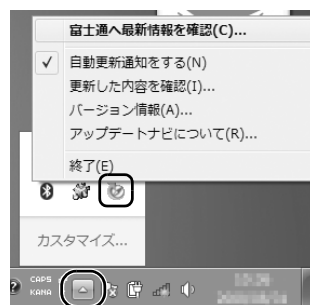 富士通へ最新情報を確認(C)...
自動更新通知をする(N)
更新した内容を確認(I)...
バージョン情報(A)...
アップデートナビについて(R)...
終了(E)
カスタマイズ...
CAPS
KANA